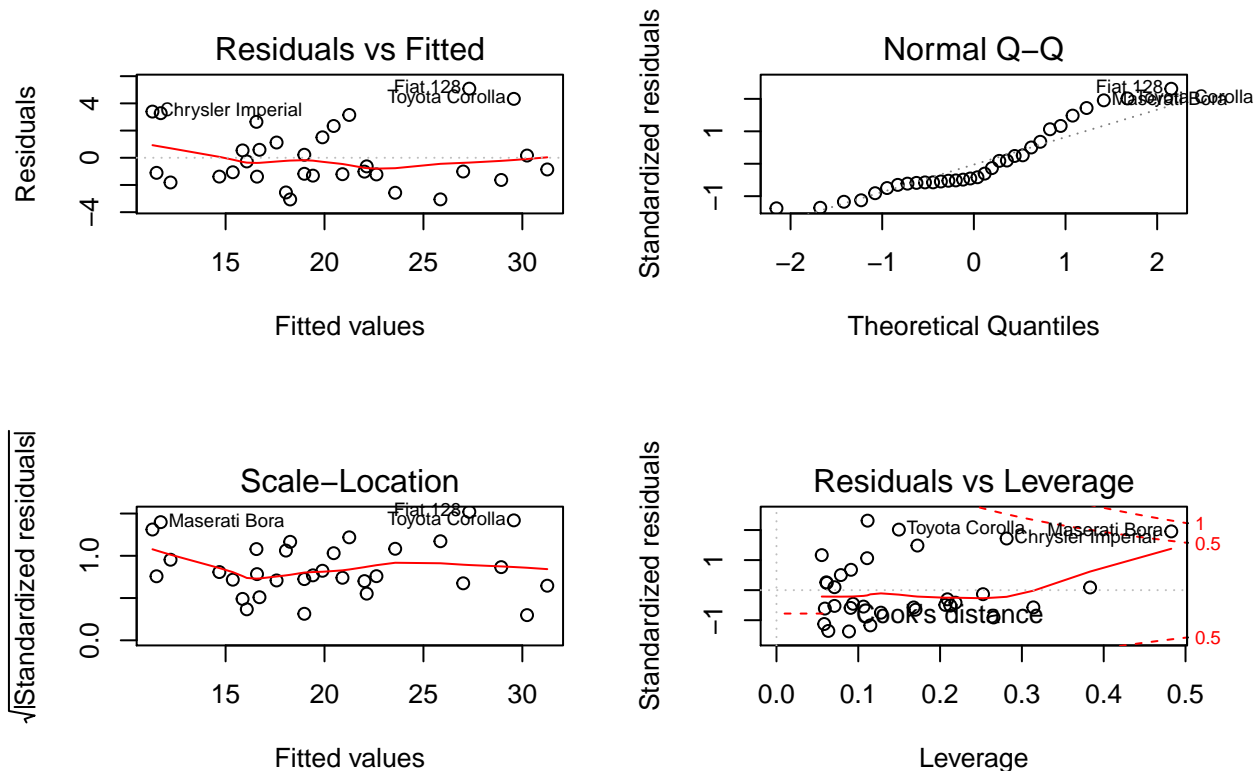 Residuals vs Fitted
Residuals
4
0
−4
Fiat 128
Toyota Corolla
Chrysler Imperial
15 20 25 30
Fitted values
Normal Q−Q
Standardized residuals
1
−1
Fiat 128
Toyota Corolla
Maserati Bora
−2 −1 0 1 2
Theoretical Quantiles
Scale−Location
√|Standardized residuals|
1.0
0.0
Fiat 128
Toyota Corolla
Maserati Bora
15 20 25 30
Fitted values
Residuals vs Leverage
Standardized residuals
1
−1
Toyota Corolla
Maserati Bora
Chrysler Imperial
Cook's distance
1
0.5
0.5
0.0 0.1 0.2 0.3 0.4 0.5
Leverage